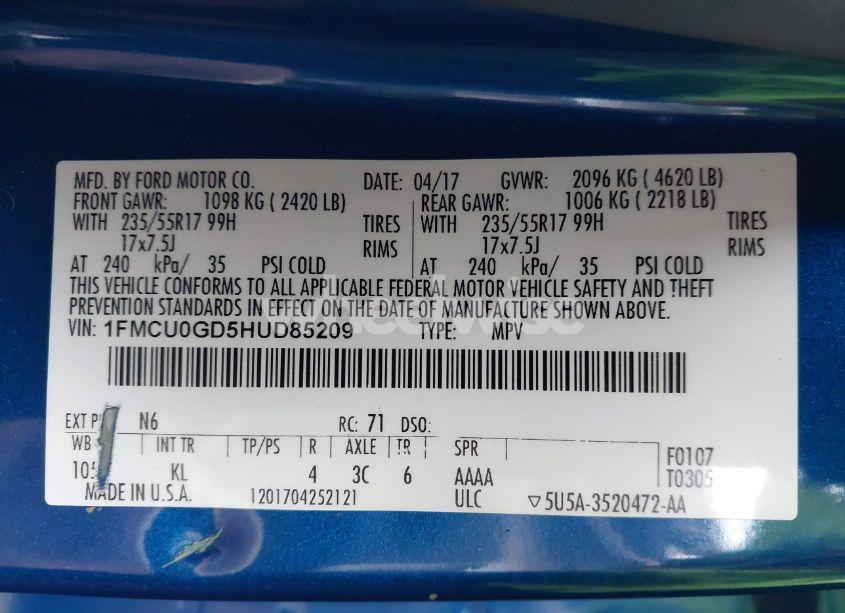 MFD. BY FORD MOTOR CO. DATE: 04/17 GVWR: 2096 KG ( 4620 LB)
FRONT GAWR: 1098 KG ( 2420 LB) REAR GAWR: 1006 KG ( 2218 LB)
WITH 235/55R17 99H TIRES WITH 235/55R17 99H TIRES
17x7.5J RIMS 17x7.5J RIMS
AT 240 kPa/ 35 PSI COLD AT 240 kPa/ 35 PSI COLD
THIS VEHICLE CONFORMS TO ALL APPLICABLE FEDERAL MOTOR VEHICLE SAFETY AND THEFT
PREVENTION STANDARDS IN EFFECT ON THE DATE OF MANUFACTURE SHOWN ABOVE.
VIN: 1FMCU0GD5HUD85209 TYPE: MPV
EXT N6 RC: 71 DSO:
WB INT TR TP/PS R AXLE TR SPR F0107
KL 4 3C 6 AAAA T0305
MADE IN U.S.A. 1201704252121 ULC ▽5U5A-3520472-AA